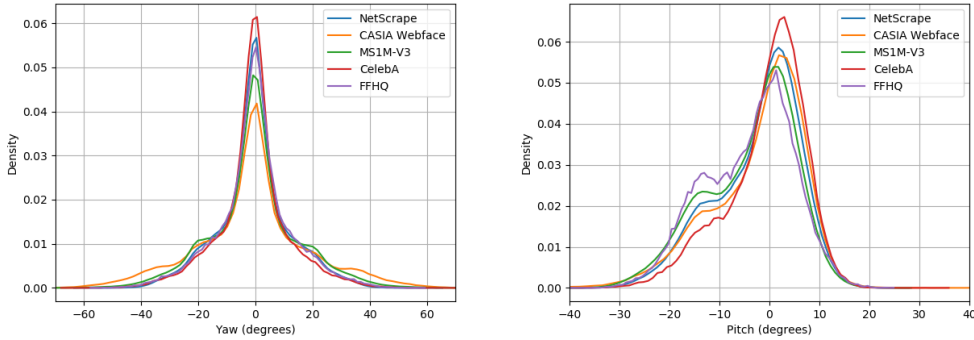 0.06
0.05
0.04
0.03
0.02
0.01
0.00
Density
−60 −40 −20 0 20 40 60
Yaw (degrees)
NetScrape
CASIA Webface
MS1M-V3
CelebA
FFHQ
0.06
0.05
0.04
0.03
0.02
0.01
0.00
Density
−40 −30 −20 −10 0 10 20 30 40
Pitch (degrees)
NetScrape
CASIA Webface
MS1M-V3
CelebA
FFHQ